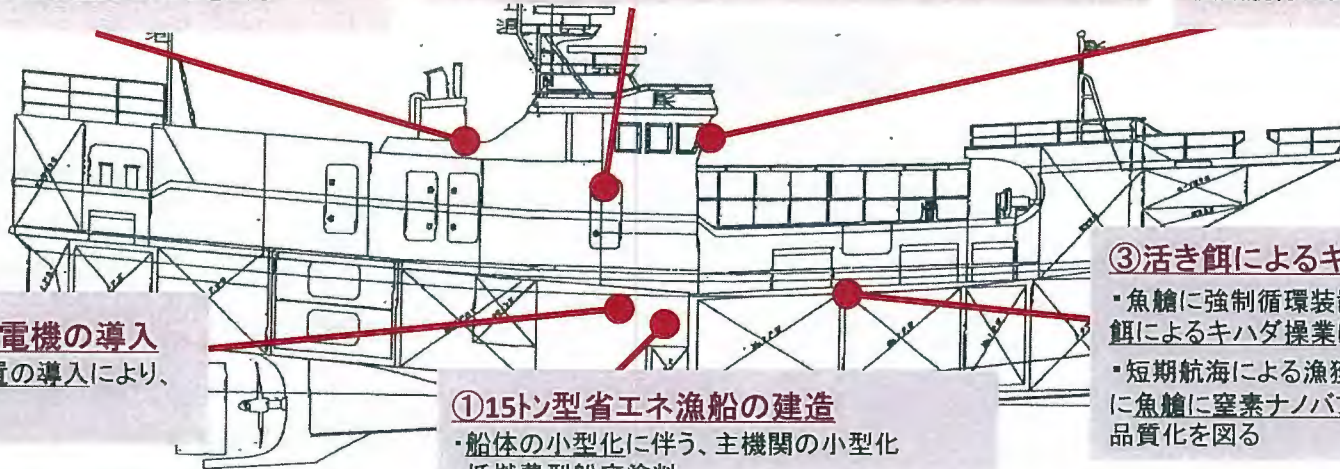 ③活き餌によるキ
・魚艙に強制循環装
餌によるキハダ操業
・短期航海による漁
に魚艙に窒素ナノバ
品質化を図る
電機の導入
置の導入により、
①15トン型省エネ漁船の建造
・船体の小型化に伴う、主機関の小型化